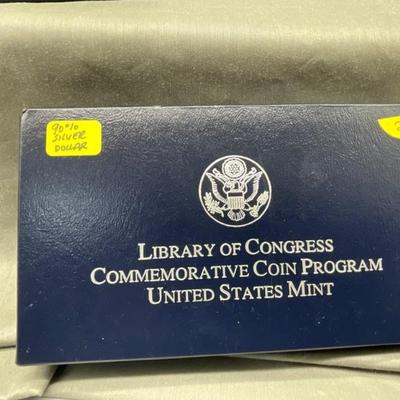 90%
SILVER
DOLLAR
LIBRARY OF CONGRESS
COMMEMORATIVE COIN PROGRAM
UNITED STATES MINT